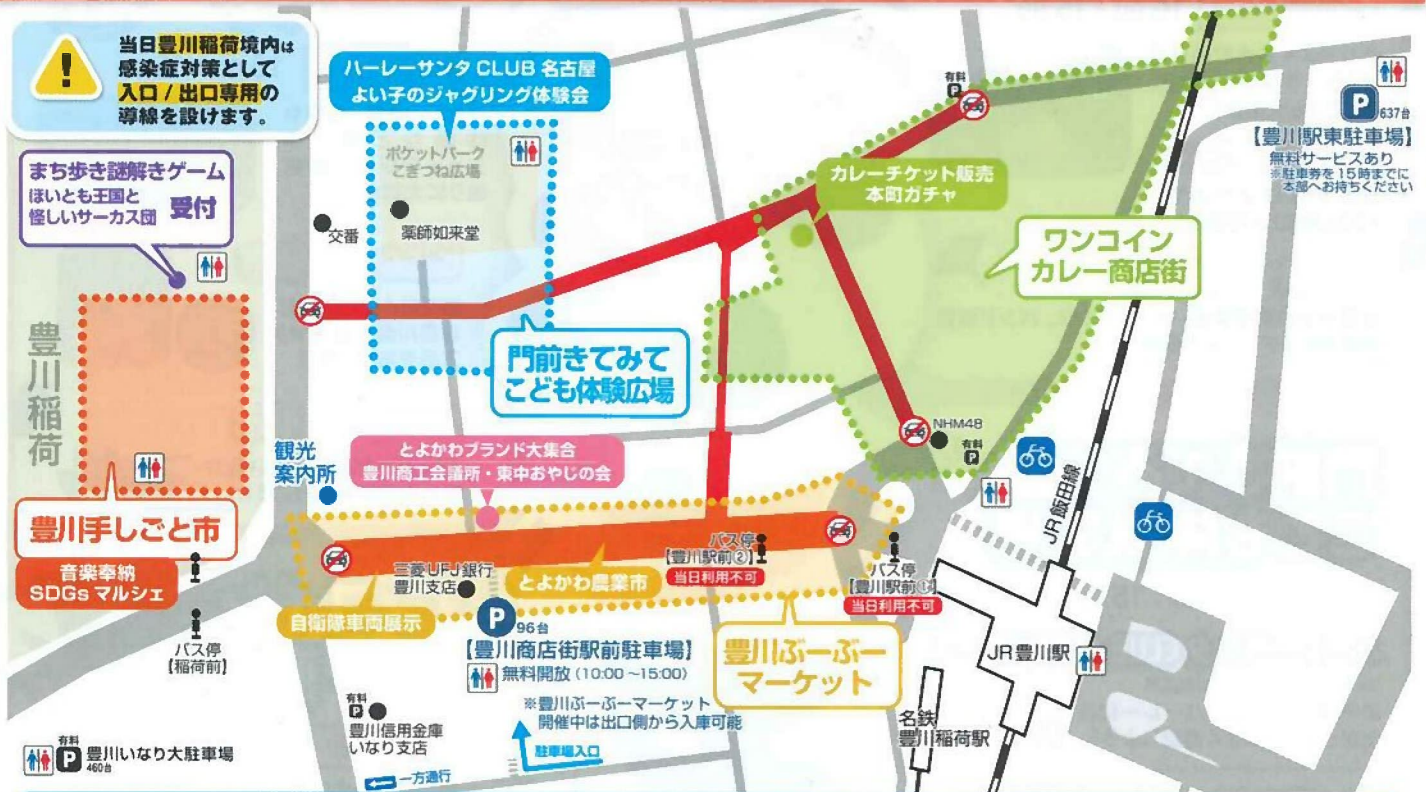 当日豊川稲荷境内は
感染症対策として
入口/出口専用の
導線を設けます。
ハーレーサンタ CLUB 名古屋
よい子のジャグリング体験会
ポケットパーク
こぎつね広場
薬師如来堂
交番
まち歩き謎解きゲーム
ほいとも王国と
怪しいサーカス団
受付
豊川稲荷
豊川手しごと市
音楽奉納
SDGs マルシェ
バス停
【稲荷前】
有料
P
豊川いなり大駐車場
460台
門前きてみて
こども体験広場
観光
案内所
とよかわブランド大集合
豊川商工会議所・東中おやじの会
三菱UFJ銀行
豊川支店
とよかわ農業市
自衛隊車両展示
バス停
【豊川駅前②】
当日利用不可
バス停
当日利用不可
P
96台
【豊川商店街駅前駐車場】
無料開放 (10:00~15:00)
※豊川ぶーぶーマーケット
開催中は出口側から入庫可能
駐車場入口
一方通行
有料
P
豊川信用金庫
いなり支店
豊川ぶーぶー
マーケット
有料
P
カレーチケット販売
本町ガチャ
ワンコイン
カレー商店街
NHM48
有料
P
P
637台
【豊川駅東駐車場】
無料サービスあり
※駐車券を15時までに
本部へお持ちください
JR飯田線
JR豊川駅
名鉄
豊川稲荷駅